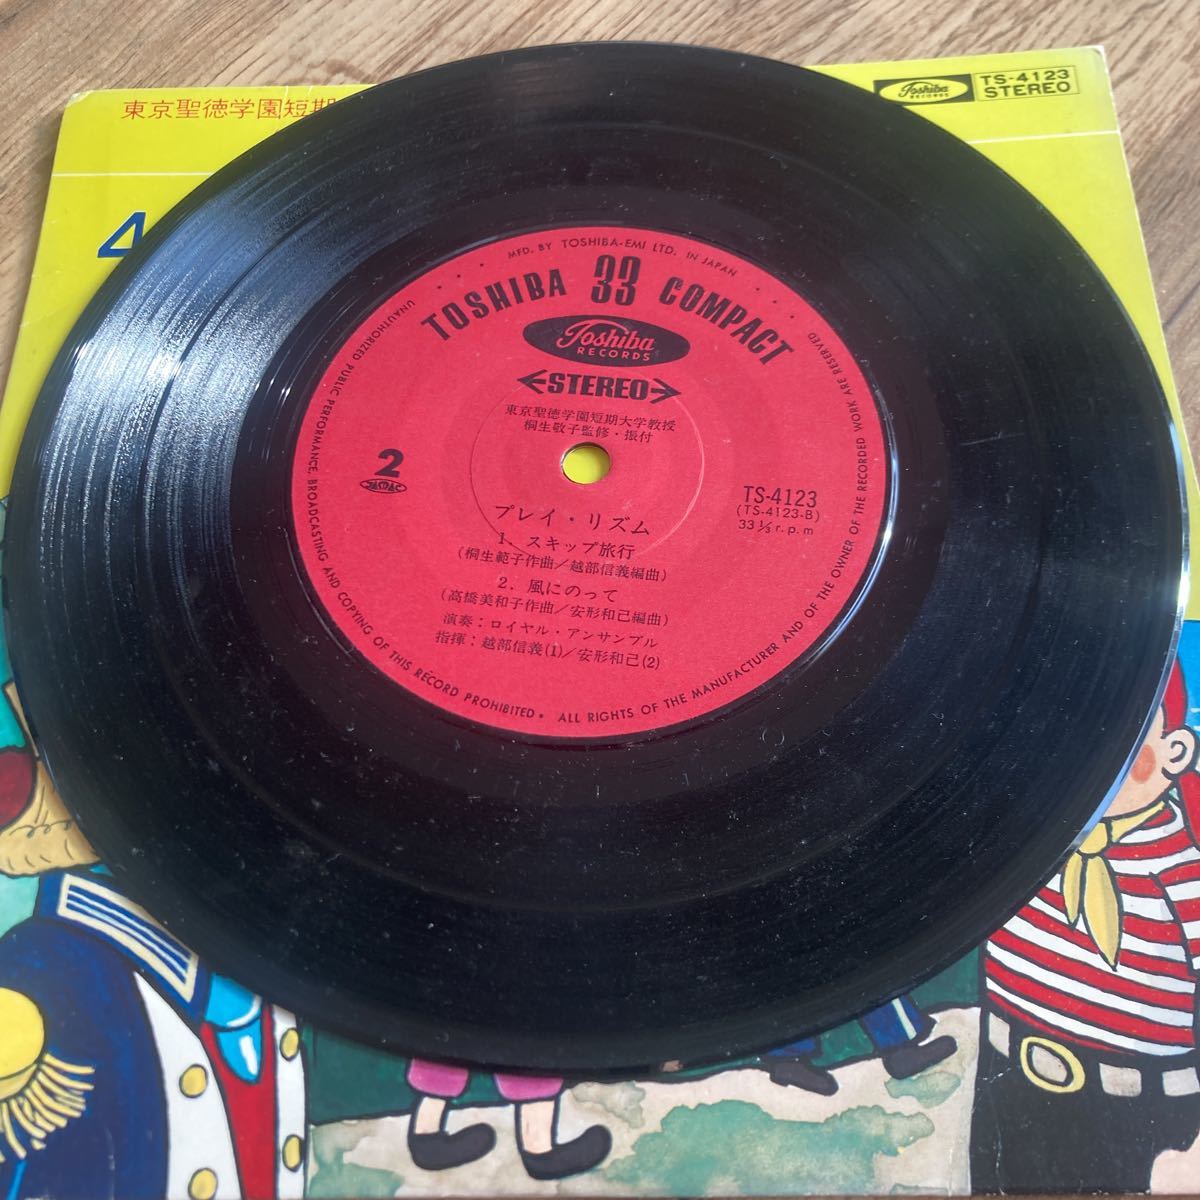 東京聖徳学園短期
Toshiba
RECORDS
TS-4123
STEREO
4
MFD. BY TOSHIBA-EMI LTD. IN JAPAN
TOSHIBA 33 COMPACT
Toshiba
RECORDS
STEREO
東京聖徳学園短期大学教授
桐生敬子監修・振付
2
JASRAC
TS-4123
(TS-4123-B)
33 1/3 r.p.m
プレイ・リズム
1. スキップ旅行
(桐生範子作曲/越部信義編曲)
2. 風にのって
(高橋美和子作曲/安形和己編曲)
演奏:ロイヤル・アンサンブル
指揮:越部信義(1)/安形和己(2)
UNAUTHORIZED PUBLIC PERFORMANCE, BROADCASTING AND COPYING OF THIS RECORD PROHIBITED. ALL RIGHTS OF THE MANUFACTURER AND OF THE OWNER OF THE RECORDED WORK ARE RESERVED